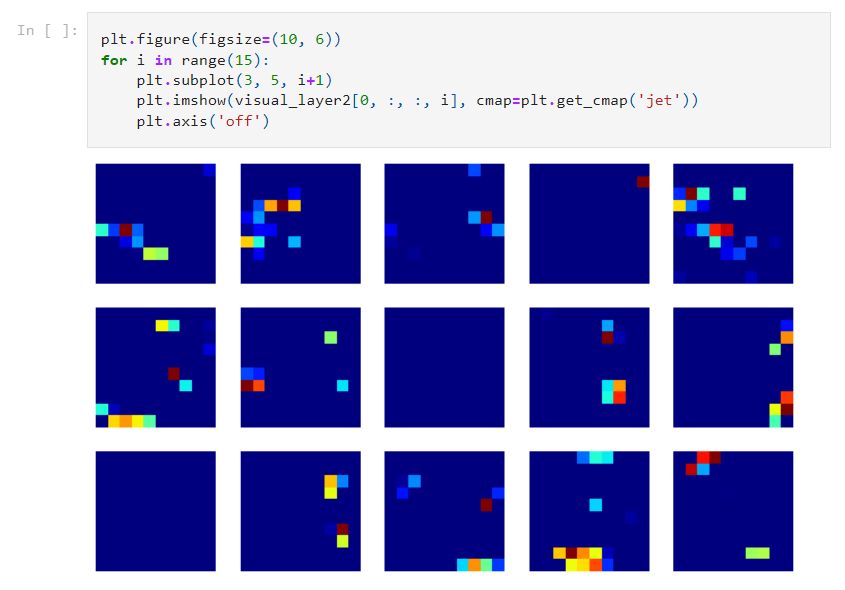 In [ ]:
plt.figure(figsize=(10, 6))
for i in range(15):
    plt.subplot(3, 5, i+1)
    plt.imshow(visual_layer2[0, :, :, i], cmap=plt.get_cmap('jet'))
    plt.axis('off')